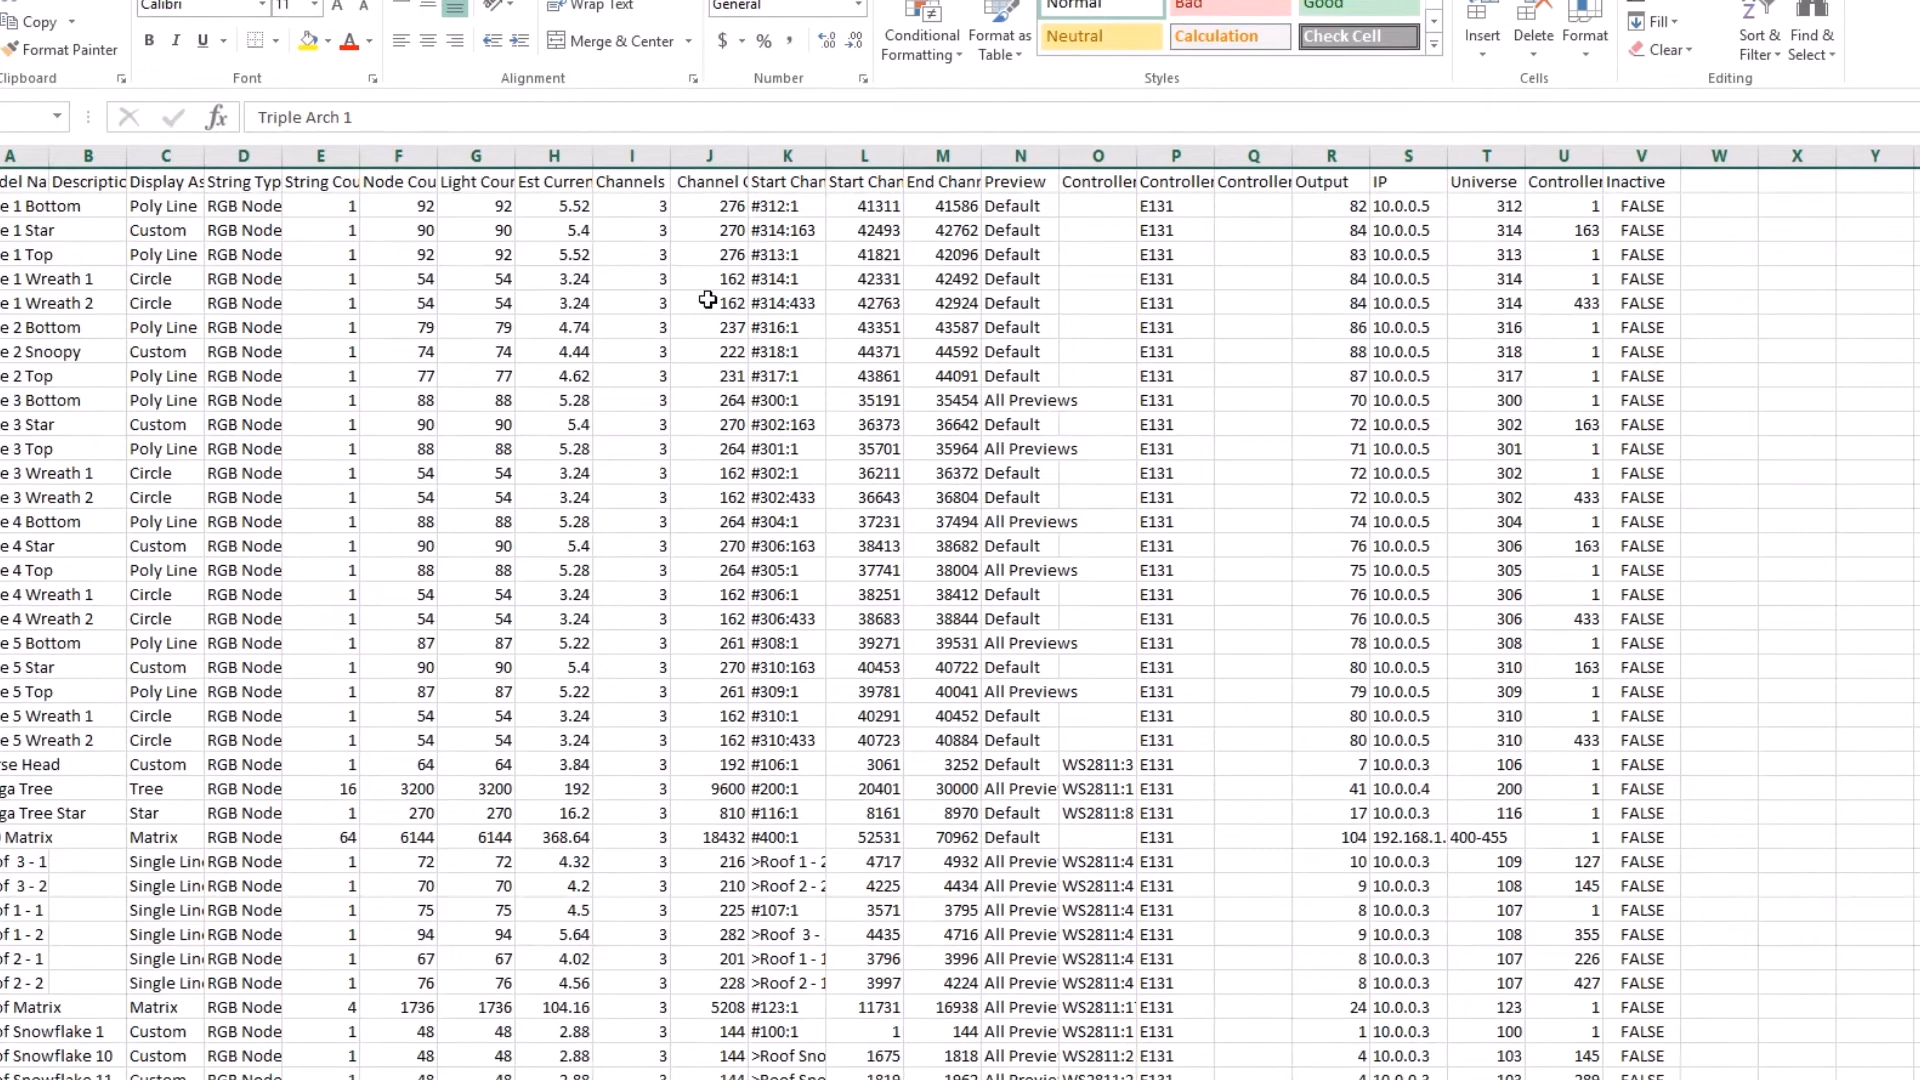 Copy
Calibri 11 A A Wrap Text General Normal Bad Good
Format Painter B I U A Merge & Center $ % , Conditional Formatting Format as Table Neutral Calculation Check Cell Insert Delete Format Fill Clear Sort & Filter Find & Select
Clipboard Font Alignment Number Styles Cells Editing
fx Triple Arch 1
A B C D E F G H I J K L M N O P Q R S T U V W X Y
del Na Descriptic Display As String Typ String Cou Node Cou Light Cour Est Curren Channels Channel C Start Chan Start Chan End Chann Preview Controller Controller Controller Output IP Universe Controller Inactive
e 1 Bottom Poly Line RGB Node 1 92 92 5.52 3 276 #312:1 41311 41586 Default E131 82 10.0.0.5 312 1 FALSE
e 1 Star Custom RGB Node 1 90 90 5.4 3 270 #314:163 42493 42762 Default E131 84 10.0.0.5 314 163 FALSE
e 1 Top Poly Line RGB Node 1 92 92 5.52 3 276 #313:1 41821 42096 Default E131 83 10.0.0.5 313 1 FALSE
e 1 Wreath 1 Circle RGB Node 1 54 54 3.24 3 162 #314:1 42331 42492 Default E131 84 10.0.0.5 314 1 FALSE
e 1 Wreath 2 Circle RGB Node 1 54 54 3.24 3 162 #314:433 42763 42924 Default E131 84 10.0.0.5 314 433 FALSE
e 2 Bottom Poly Line RGB Node 1 79 79 4.74 3 237 #316:1 43351 43587 Default E131 86 10.0.0.5 316 1 FALSE
e 2 Snoopy Custom RGB Node 1 74 74 4.44 3 222 #318:1 44371 44592 Default E131 88 10.0.0.5 318 1 FALSE
e 2 Top Poly Line RGB Node 1 77 77 4.62 3 231 #317:1 43861 44091 Default E131 87 10.0.0.5 317 1 FALSE
e 3 Bottom Poly Line RGB Node 1 88 88 5.28 3 264 #300:1 35191 35454 All Previews E131 70 10.0.0.5 300 1 FALSE
e 3 Star Custom RGB Node 1 90 90 5.4 3 270 #302:163 36373 36642 Default E131 72 10.0.0.5 302 163 FALSE
e 3 Top Poly Line RGB Node 1 88 88 5.28 3 264 #301:1 35701 35964 All Previews E131 71 10.0.0.5 301 1 FALSE
e 3 Wreath 1 Circle RGB Node 1 54 54 3.24 3 162 #302:1 36211 36372 Default E131 72 10.0.0.5 302 1 FALSE
e 3 Wreath 2 Circle RGB Node 1 54 54 3.24 3 162 #302:433 36643 36804 Default E131 72 10.0.0.5 302 433 FALSE
e 4 Bottom Poly Line RGB Node 1 88 88 5.28 3 264 #304:1 37231 37494 All Previews E131 74 10.0.0.5 304 1 FALSE
e 4 Star Custom RGB Node 1 90 90 5.4 3 270 #306:163 38413 38682 Default E131 76 10.0.0.5 306 163 FALSE
e 4 Top Poly Line RGB Node 1 88 88 5.28 3 264 #305:1 37741 38004 All Previews E131 75 10.0.0.5 305 1 FALSE
e 4 Wreath 1 Circle RGB Node 1 54 54 3.24 3 162 #306:1 38251 38412 Default E131 76 10.0.0.5 306 1 FALSE
e 4 Wreath 2 Circle RGB Node 1 54 54 3.24 3 162 #306:433 38683 38844 Default E131 76 10.0.0.5 306 433 FALSE
e 5 Bottom Poly Line RGB Node 1 87 87 5.22 3 261 #308:1 39271 39531 All Previews E131 78 10.0.0.5 308 1 FALSE
e 5 Star Custom RGB Node 1 90 90 5.4 3 270 #310:163 40453 40722 Default E131 80 10.0.0.5 310 163 FALSE
e 5 Top Poly Line RGB Node 1 87 87 5.22 3 261 #309:1 39781 40041 All Previews E131 79 10.0.0.5 309 1 FALSE
e 5 Wreath 1 Circle RGB Node 1 54 54 3.24 3 162 #310:1 40291 40452 Default E131 80 10.0.0.5 310 1 FALSE
e 5 Wreath 2 Circle RGB Node 1 54 54 3.24 3 162 #310:433 40723 40884 Default E131 80 10.0.0.5 310 433 FALSE
rse Head Custom RGB Node 1 64 64 3.84 3 192 #106:1 3061 3252 Default WS2811:3 E131 7 10.0.0.3 106 1 FALSE
ga Tree Tree RGB Node 16 3200 3200 192 3 9600 #200:1 20401 30000 All Previe WS2811:1 E131 41 10.0.0.4 200 1 FALSE
ga Tree Star Star RGB Node 1 270 270 16.2 3 810 #116:1 8161 8970 Default WS2811:8 E131 17 10.0.0.3 116 1 FALSE
Matrix Matrix RGB Node 64 6144 6144 368.64 3 18432 #400:1 52531 70962 Default E131 104 192.168.1. 400-455 1 FALSE
of 3 - 1 Single Line RGB Node 1 72 72 4.32 3 216 >Roof 1 - 2 4717 4932 All Previe WS2811:4 E131 10 10.0.0.3 109 127 FALSE
of 3 - 2 Single Line RGB Node 1 70 70 4.2 3 210 >Roof 2 - 2 4225 4434 All Previe WS2811:4 E131 9 10.0.0.3 108 145 FALSE
of 1 - 1 Single Line RGB Node 1 75 75 4.5 3 225 #107:1 3571 3795 All Previe WS2811:4 E131 8 10.0.0.3 107 1 FALSE
of 1 - 2 Single Line RGB Node 1 94 94 5.64 3 282 >Roof 3 - 4435 4716 All Previe WS2811:4 E131 9 10.0.0.3 108 355 FALSE
of 2 - 1 Single Line RGB Node 1 67 67 4.02 3 201 >Roof 1 - 1 3796 3996 All Previe WS2811:4 E131 8 10.0.0.3 107 226 FALSE
of 2 - 2 Single Line RGB Node 1 76 76 4.56 3 228 >Roof 2 - 1 3997 4224 All Previe WS2811:4 E131 8 10.0.0.3 107 427 FALSE
of Matrix Matrix RGB Node 4 1736 1736 104.16 3 5208 #123:1 11731 16938 All Previe WS2811:1 E131 24 10.0.0.3 123 1 FALSE
of Snowflake 1 Custom RGB Node 1 48 48 2.88 3 144 #100:1 1 144 All Previe WS2811:1 E131 1 10.0.0.3 100 1 FALSE
of Snowflake 10 Custom RGB Node 1 48 48 2.88 3 144 >Roof Sno 1675 1818 All Previe WS2811:2 E131 4 10.0.0.3 103 145 FALSE